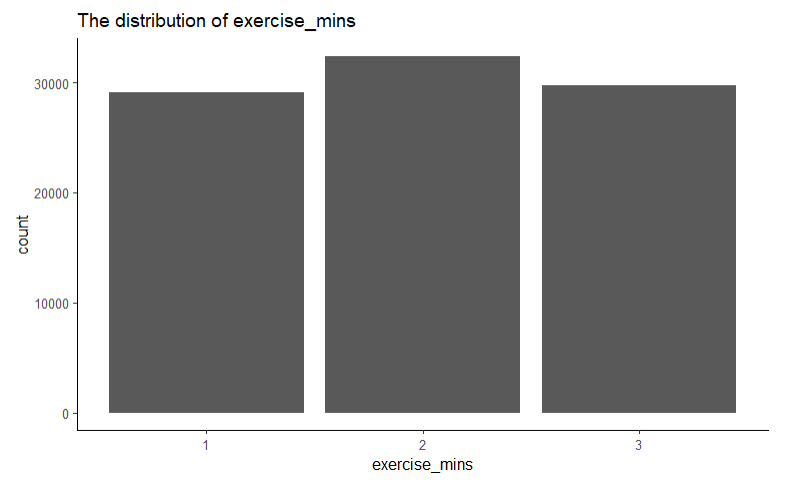 The distribution of exercise_mins
30000
20000
10000
0
count
1 2 3
exercise_mins